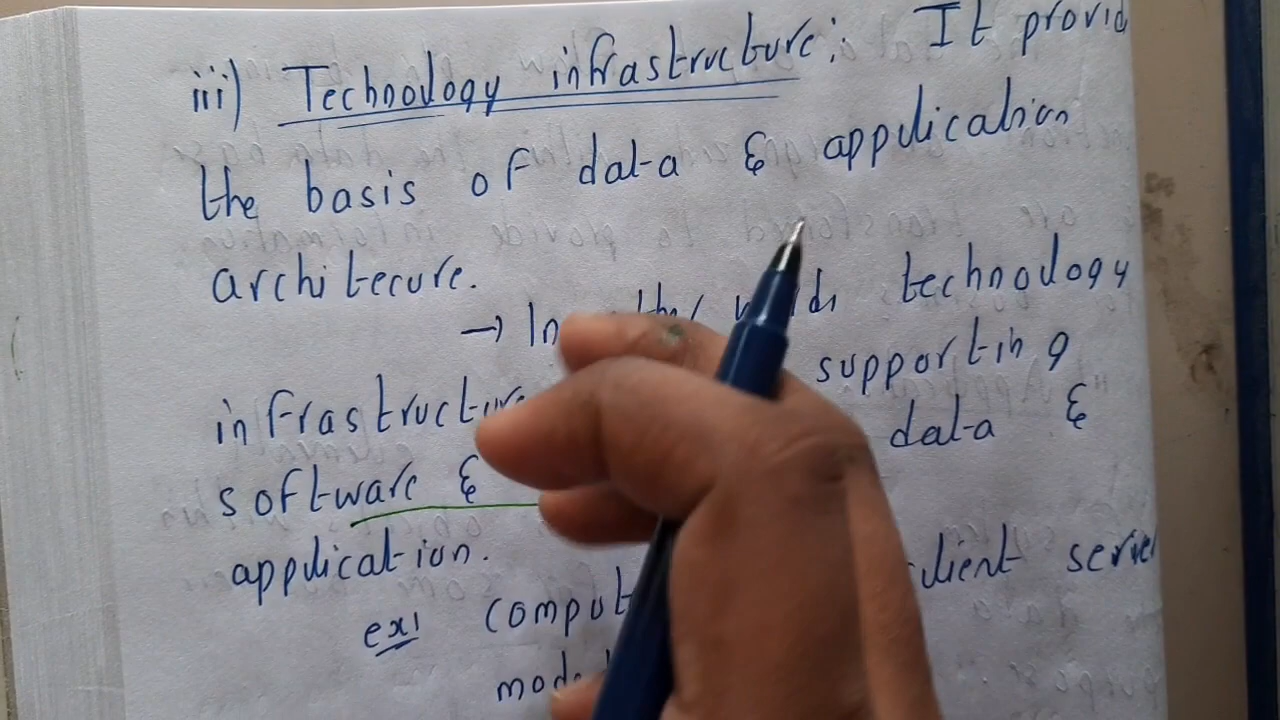 iii) Technology infrastructure: It provid
the basis of data & application
architecure.
→ In technology
infrastructure supporting
software & data &
application.
ex: client server